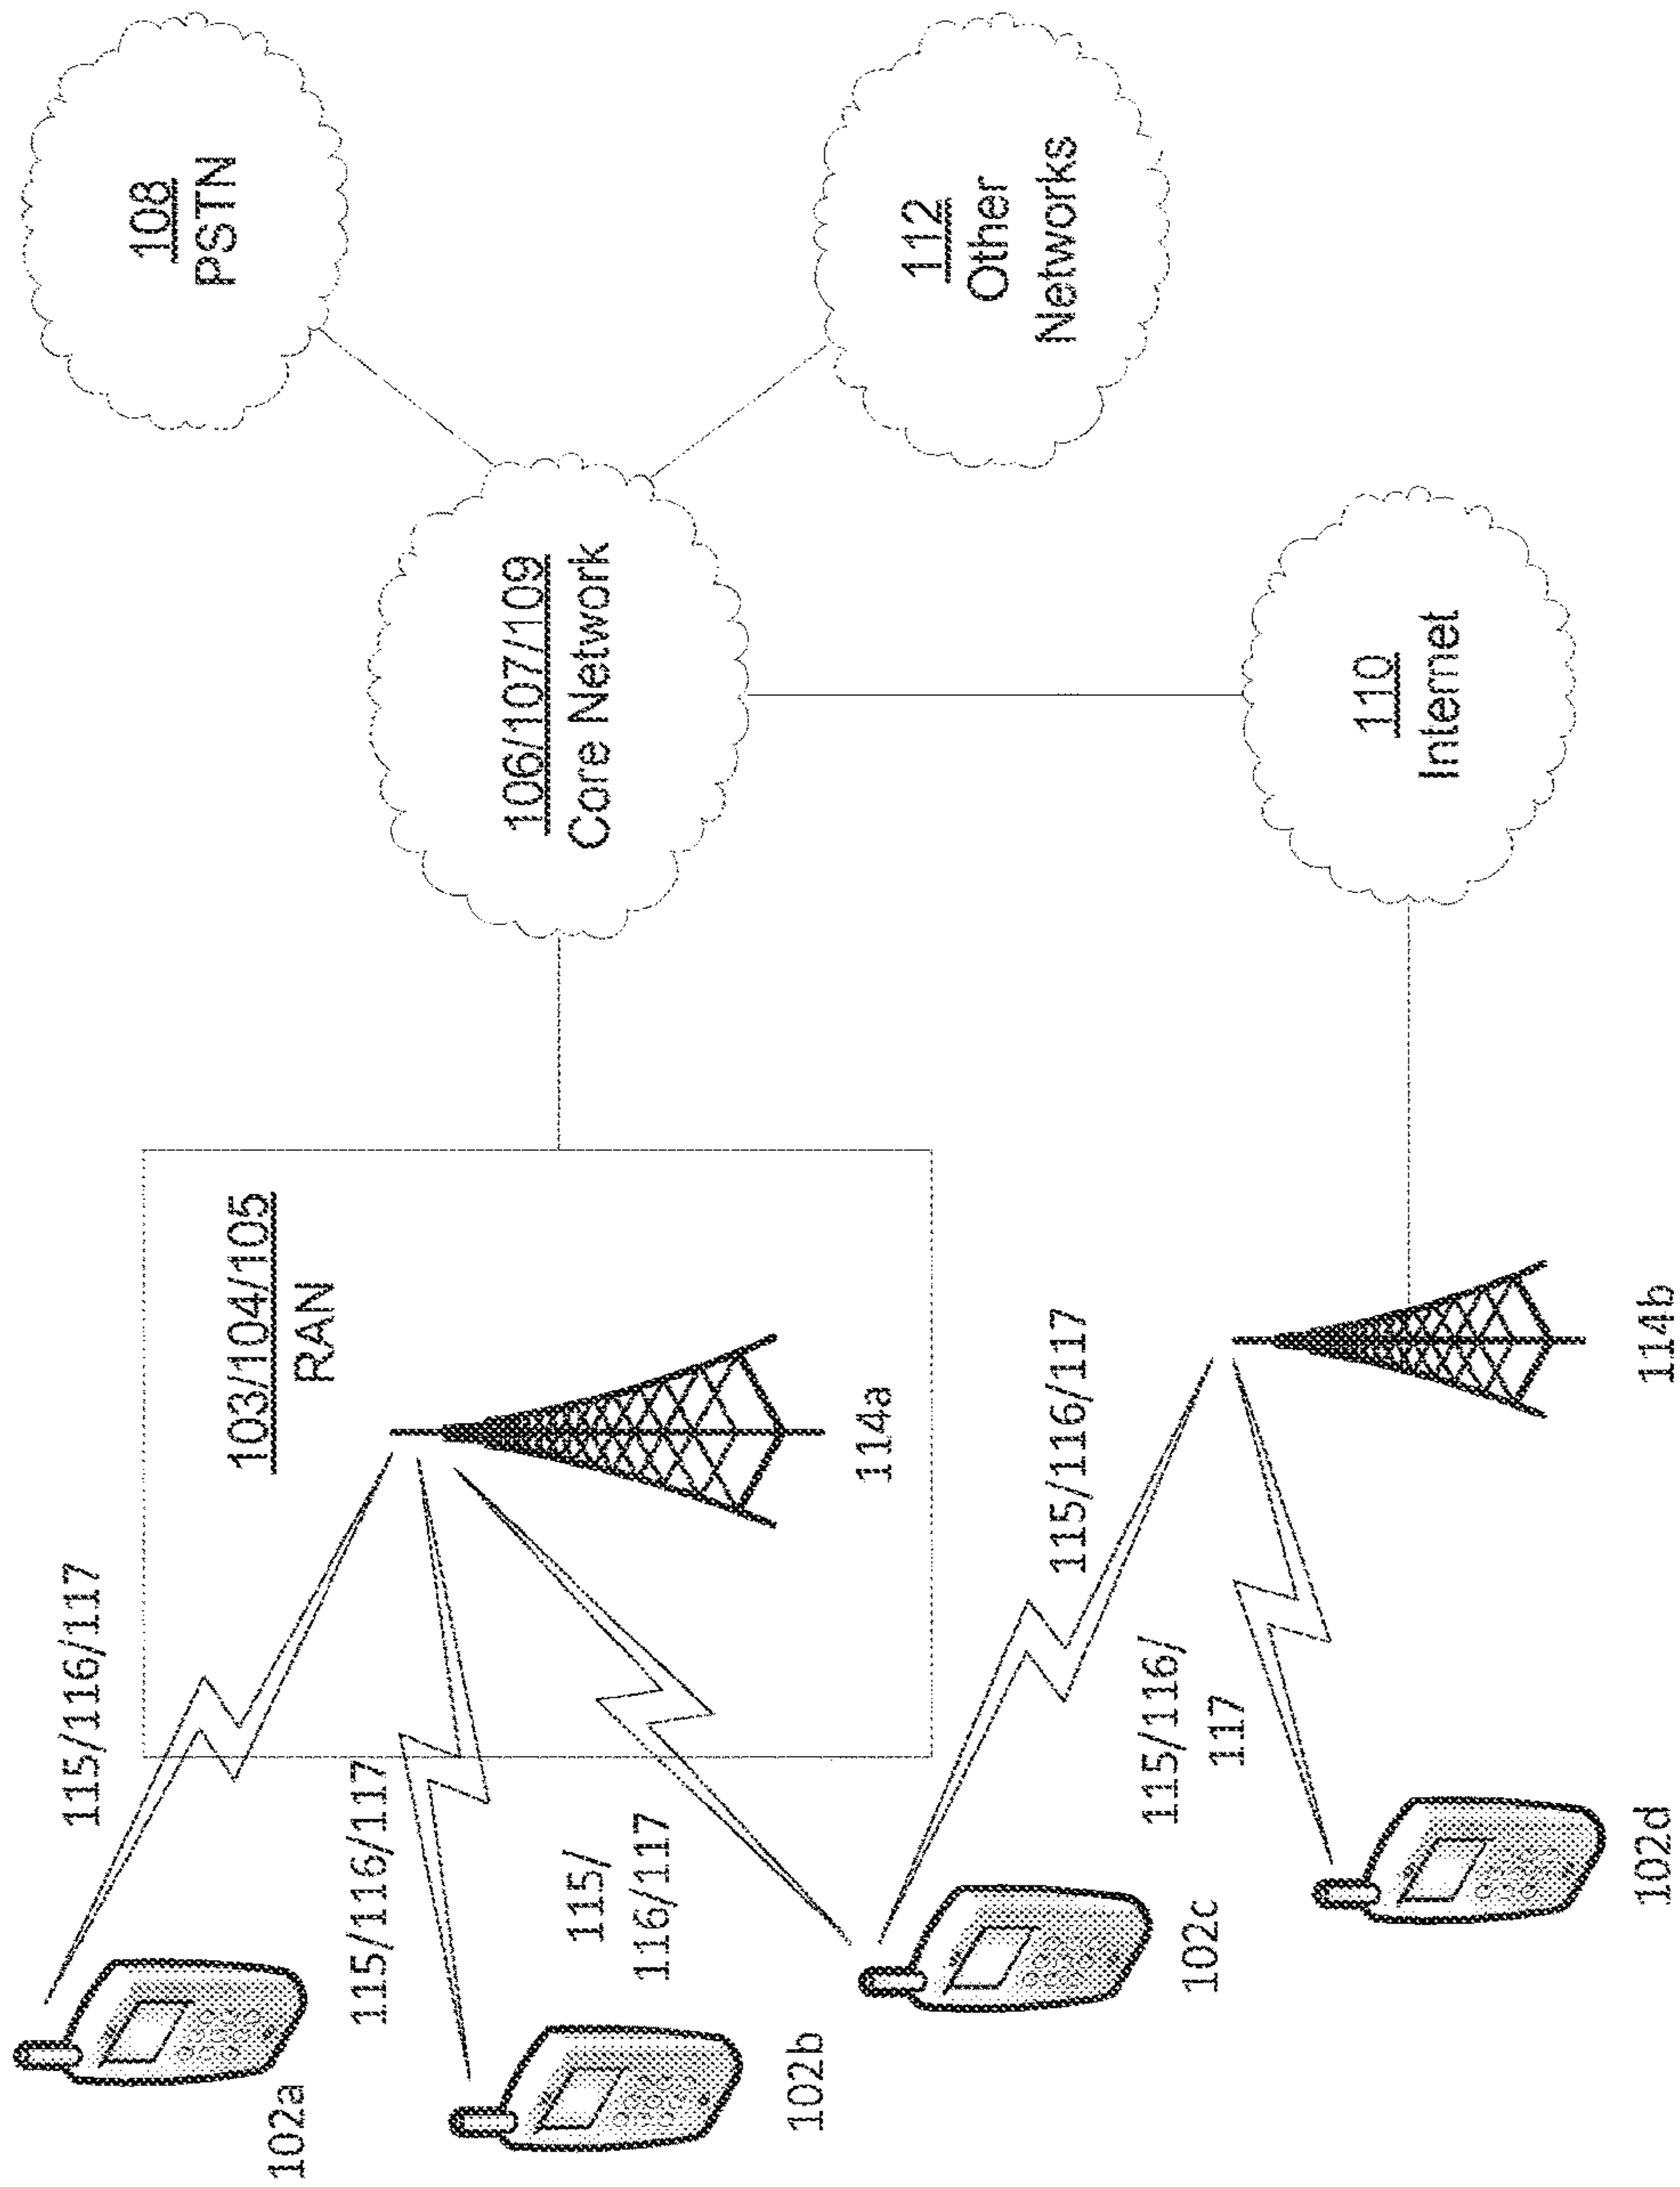 115/116/117
103/104/105
RAN
102a
115/116/117
114a
102b
115/
116/117
106/107/109
Core Network
108
PSTN
112
Other
Networks
115/116/117
102c
115/116/
117
102d
114b
110
Internet